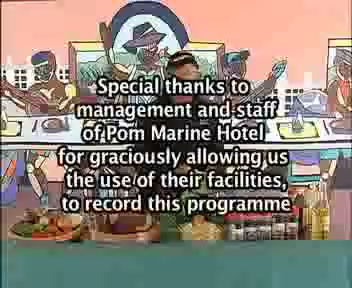 Special thanks to
management and staff
of Pom Marine Hotel
for graciously allowing us
the use of their facilities,
to record this programme